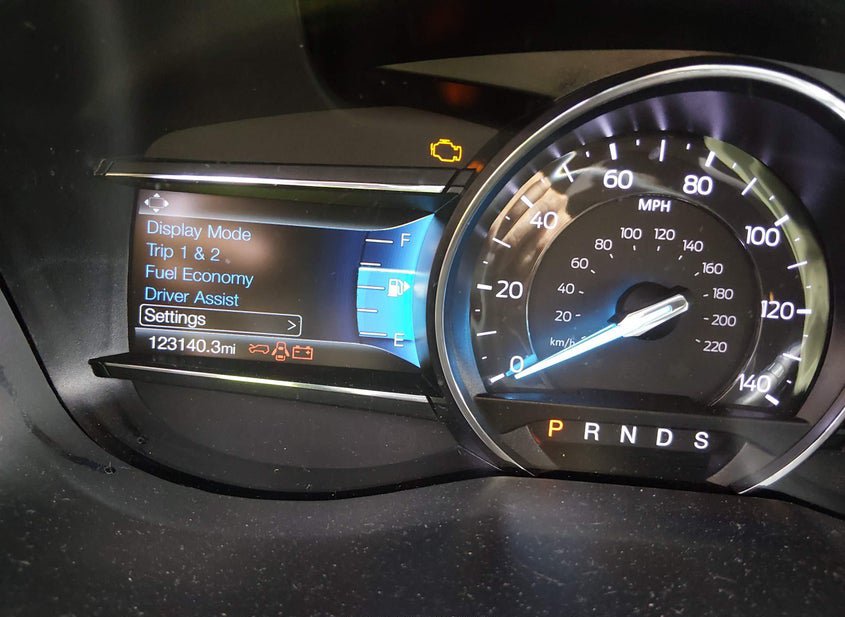 Display Mode
Trip 1 & 2
Fuel Economy
Driver Assist
Settings >
123140.3mi
F
E
MPH
0
20
40
60
80
100
120
140
km/h
20
40
60
80
100
120
140
160
180
200
220
P R N D S